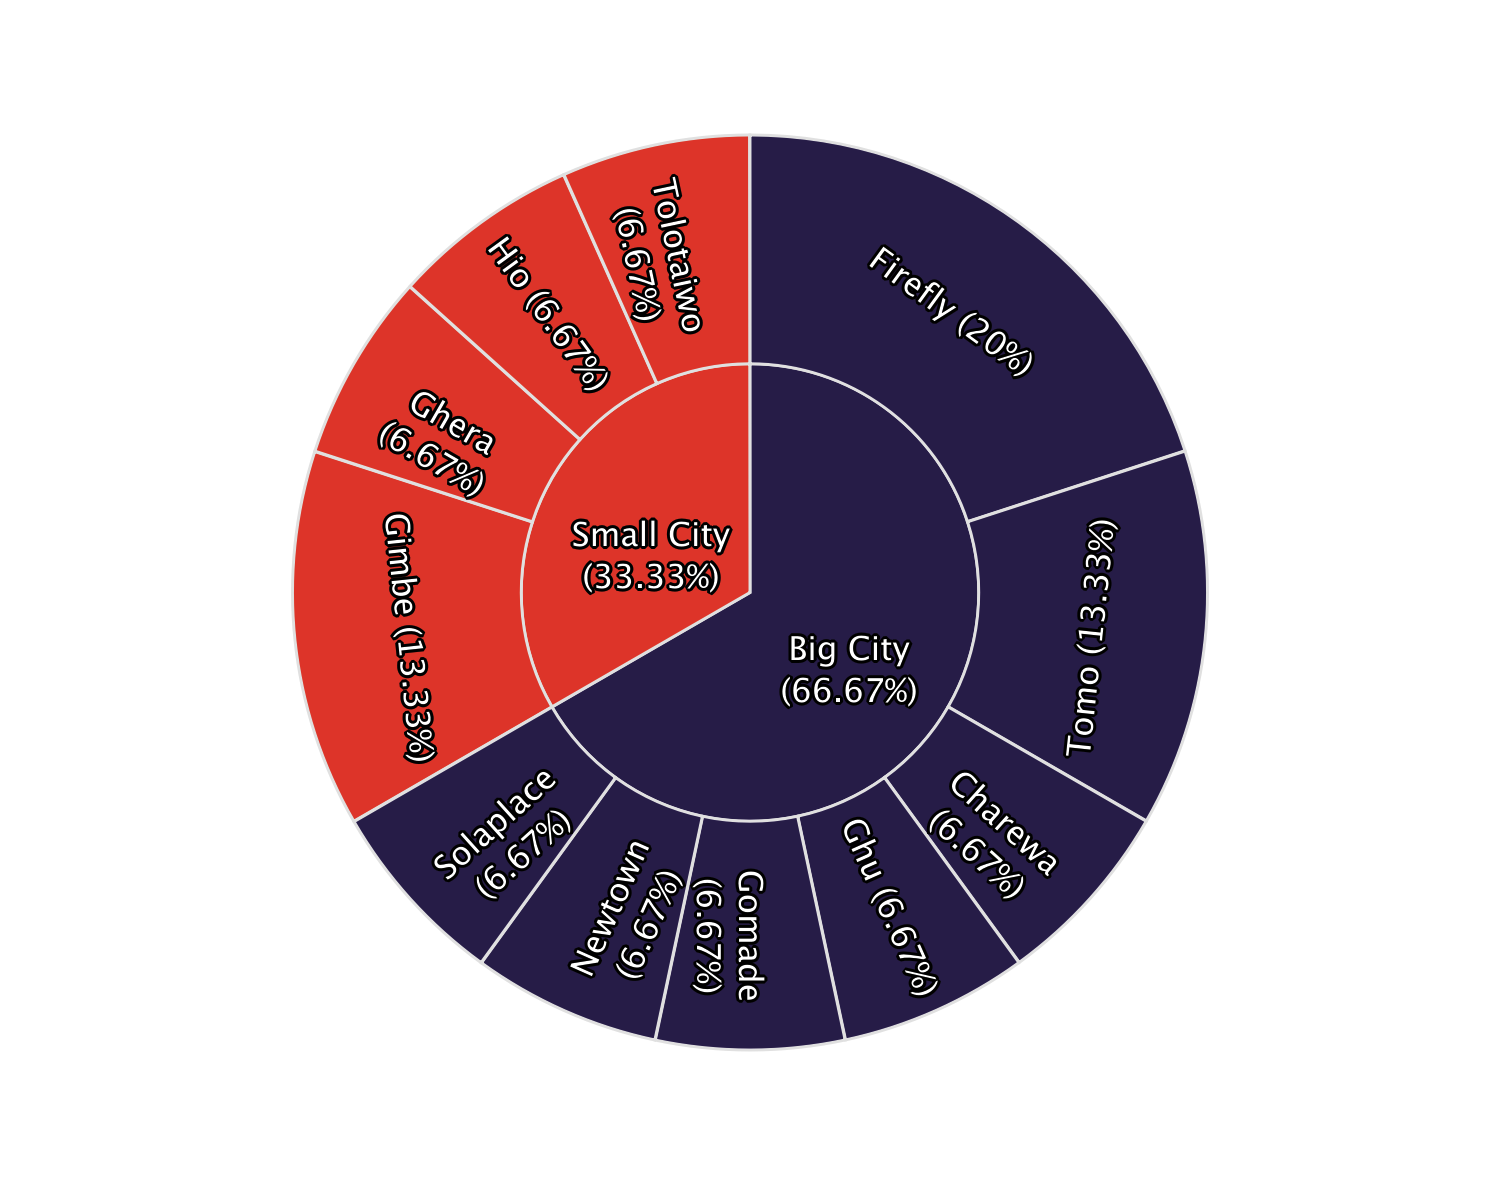 Small City
(33.33%)
Big City
(66.67%)
Firefly (20%)
Tomo (13.33%)
Charewa
(6.67%)
Ghu (6.67%)
Gomade
(6.67%)
Newtown
(6.67%)
Solaplace
(6.67%)
Gimbe (13.33%)
Ghera
(6.67%)
Hio (6.67%)
Tolotaiwo
(6.67%)